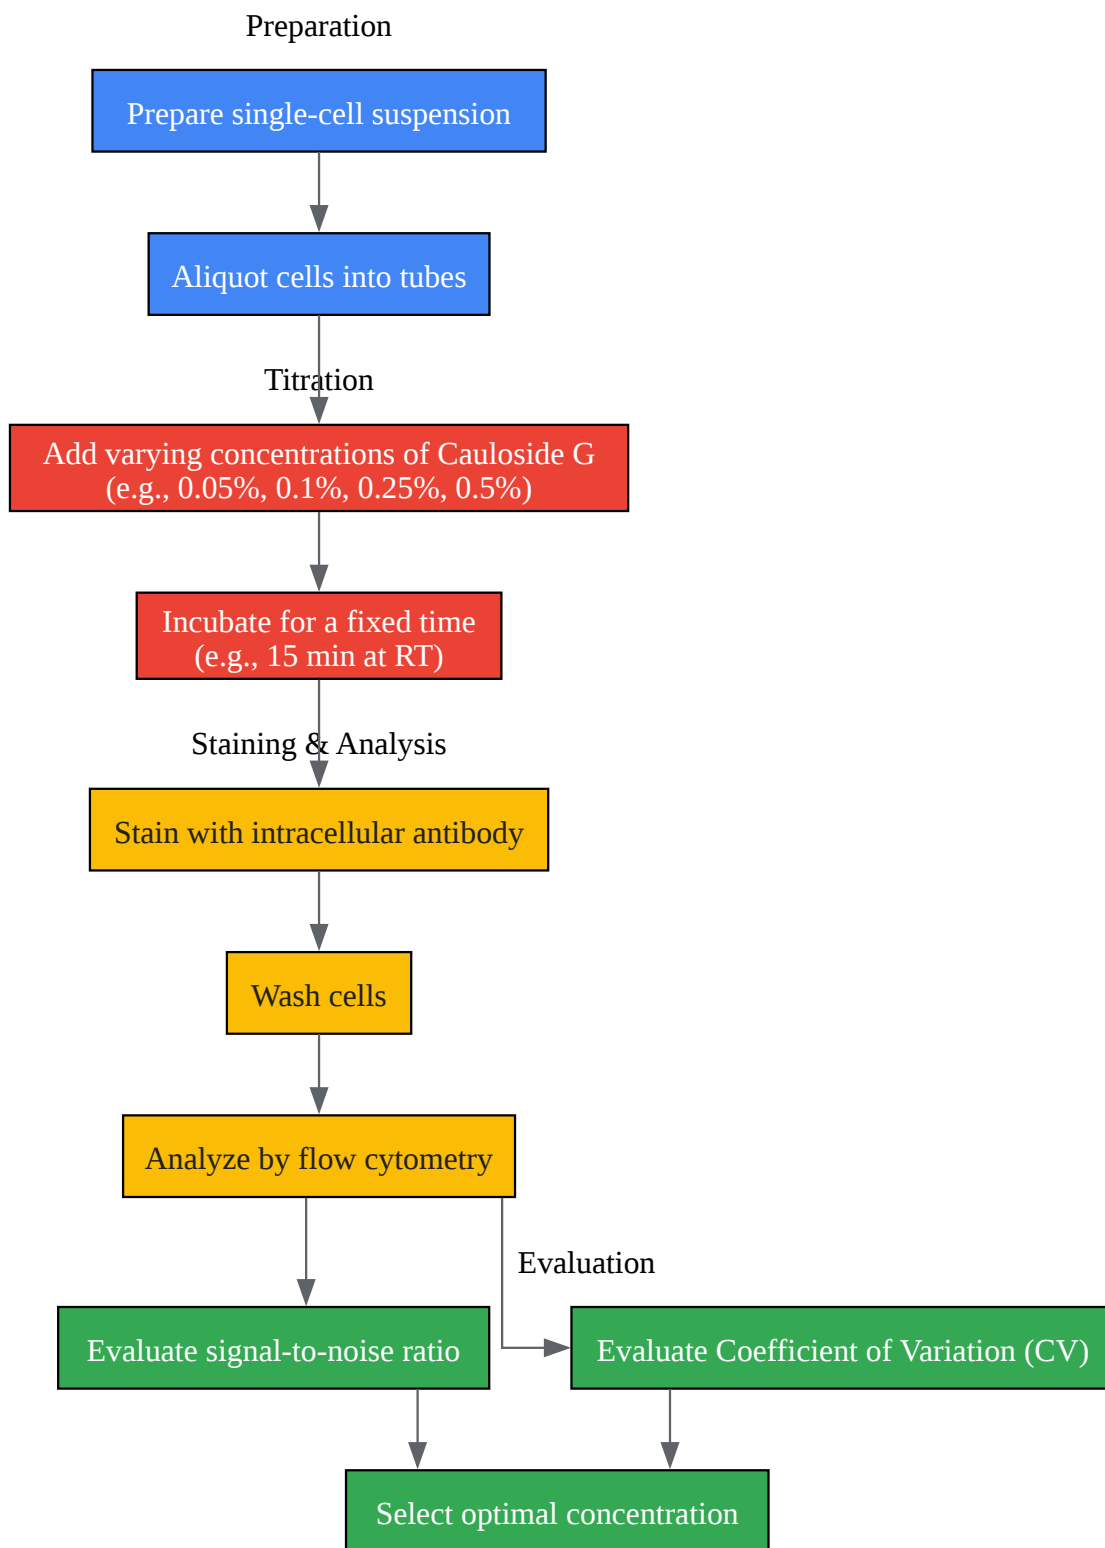 Preparation
Prepare single-cell suspension
Aliquot cells into tubes
Titration
Add varying concentrations of Cauloside G
(e.g., 0.05%, 0.1%, 0.25%, 0.5%)
Incubate for a fixed time
(e.g., 15 min at RT)
Staining & Analysis
Stain with intracellular antibody
Wash cells
Analyze by flow cytometry
Evaluation
Evaluate signal-to-noise ratio
Evaluate Coefficient of Variation (CV)
Select optimal concentration